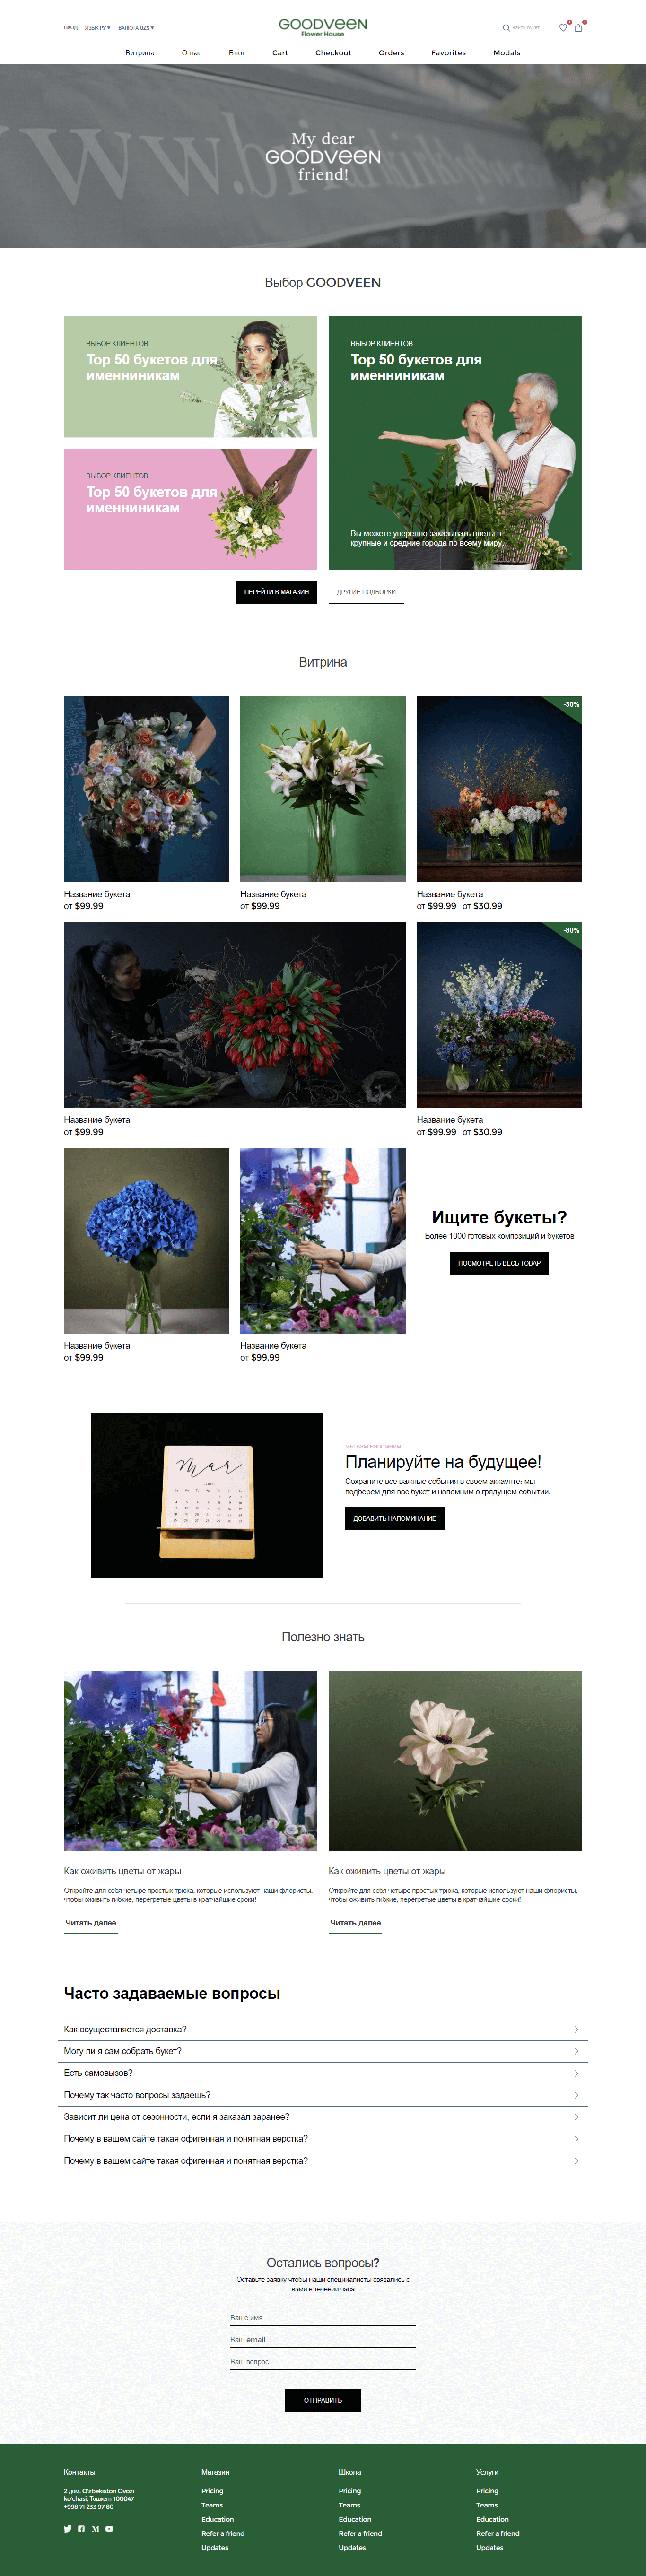 ВХОД ЯЗЫК РУ ▾ ВАЛЮТА UZS ▾
GOODVEEN
Flower House
найти букет
Витрина О нас Блог Cart Checkout Orders Favorites Modals
My dear
GOODVEEN
friend!
Выбор GOODVEEN
ВЫБОР КЛИЕНТОВ
Top 50 букетов для
именниникам
ВЫБОР КЛИЕНТОВ
Top 50 букетов для
именниникам
ВЫБОР КЛИЕНТОВ
Top 50 букетов для
именниникам
Вы можете уверенно заказывать цветы в
крупные и средние города по всему миру.
ПЕРЕЙТИ В МАГАЗИН
ДРУГИЕ ПОДБОРКИ
Витрина
-30%
Название букета
от $99.99
Название букета
от $99.99
Название букета
от $99.99 от $30.99
-80%
Название букета
от $99.99
Название букета
от $99.99 от $30.99
Название букета
от $99.99
Название букета
от $99.99
Ищите букеты?
Более 1000 готовых композиций и букетов
ПОСМОТРЕТЬ ВЕСЬ ТОВАР
Mar
мы вам напомним
Планируйте на будущее!
Сохраните все важные события в своем аккаунте: мы
подберем для вас букет и напомним о грядущем событии.
ДОБАВИТЬ НАПОМИНАНИЕ
Полезно знать
Как оживить цветы от жары
Откройте для себя четыре простых трюка, которые используют наши флористы,
чтобы оживить гибкие, перегретые цветы в кратчайшие сроки!
Читать далее
Как оживить цветы от жары
Откройте для себя четыре простых трюка, которые используют наши флористы,
чтобы оживить гибкие, перегретые цветы в кратчайшие сроки!
Читать далее
Часто задаваемые вопросы
Как осуществляется доставка?
Могу ли я сам собрать букет?
Есть самовызов?
Почему так часто вопросы задаешь?
Зависит ли цена от сезонности, если я заказал заранее?
Почему в вашем сайте такая офигенная и понятная верстка?
Почему в вашем сайте такая офигенная и понятная верстка?
Остались вопросы?
Оставьте заявку чтобы наши специиалисты связались с
вами в течении часа
Ваше имя
Ваш email
Ваш вопрос
ОТПРАВИТЬ
Контакты
2 дом. O'zbekiston Ovozi
ko'chasi, Тошкент 100047
+998 71 233 97 80
Магазин
Pricing
Teams
Education
Refer a friend
Updates
Школа
Pricing
Teams
Education
Refer a friend
Updates
Услуги
Pricing
Teams
Education
Refer a friend
Updates